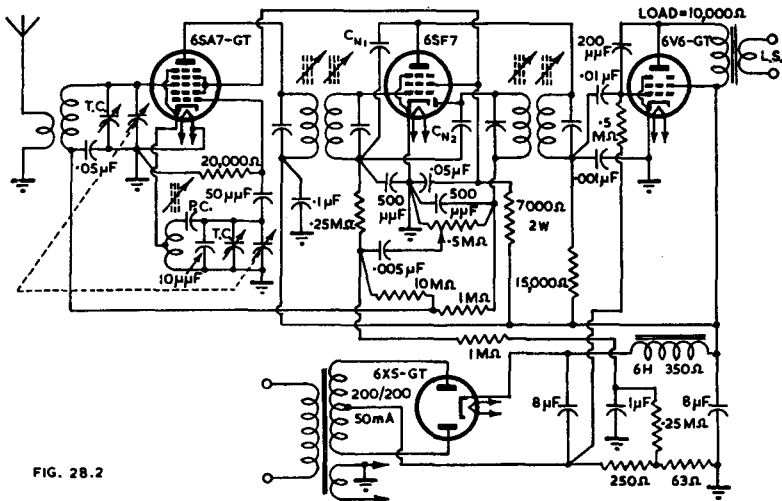 6SA7-GT
C_N1
6SF7
LOAD=10,000Ω
200
μμF
6V6-GT
L.S.
T.C.
·01μF
C_N2
·5
MΩ
·05μF
20,000Ω
·05μF
·001μF
50μμF
·1μF
500
μμF
500
μμF
7000Ω
2W
P.C.
·25MΩ
T.C.
·5MΩ
10μμF
·005μF
15,000Ω
10MΩ
1MΩ
1MΩ
6H 350Ω
6X5-GT
200/200
50mA
8μF
1μF
8μF
·25MΩ
250Ω
63Ω
FIG. 28.2